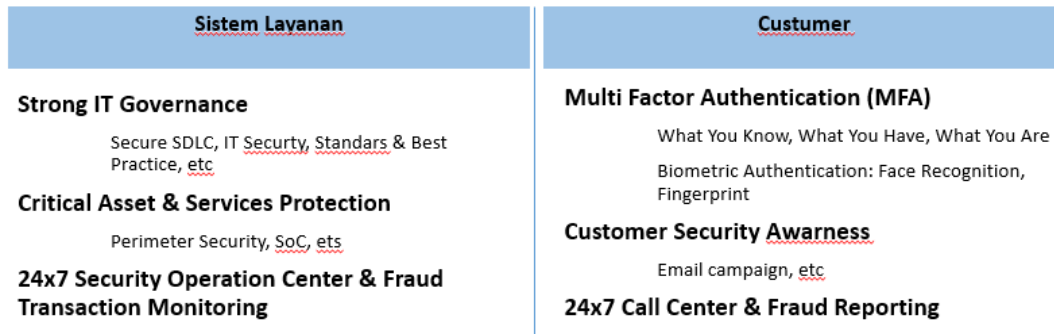 Sistem Layanan
Strong IT Governance
Secure SDLC, IT Securty, Standars & Best
Practice, etc
Critical Asset & Services Protection
Perimeter Security, SoC, ets
24x7 Security Operation Center & Fraud
Transaction Monitoring
Custumer
Multi Factor Authentication (MFA)
What You Know, What You Have, What You Are
Biometric Authentication: Face Recognition,
Fingerprint
Customer Security Awarness
Email campaign, etc
24x7 Call Center & Fraud Reporting